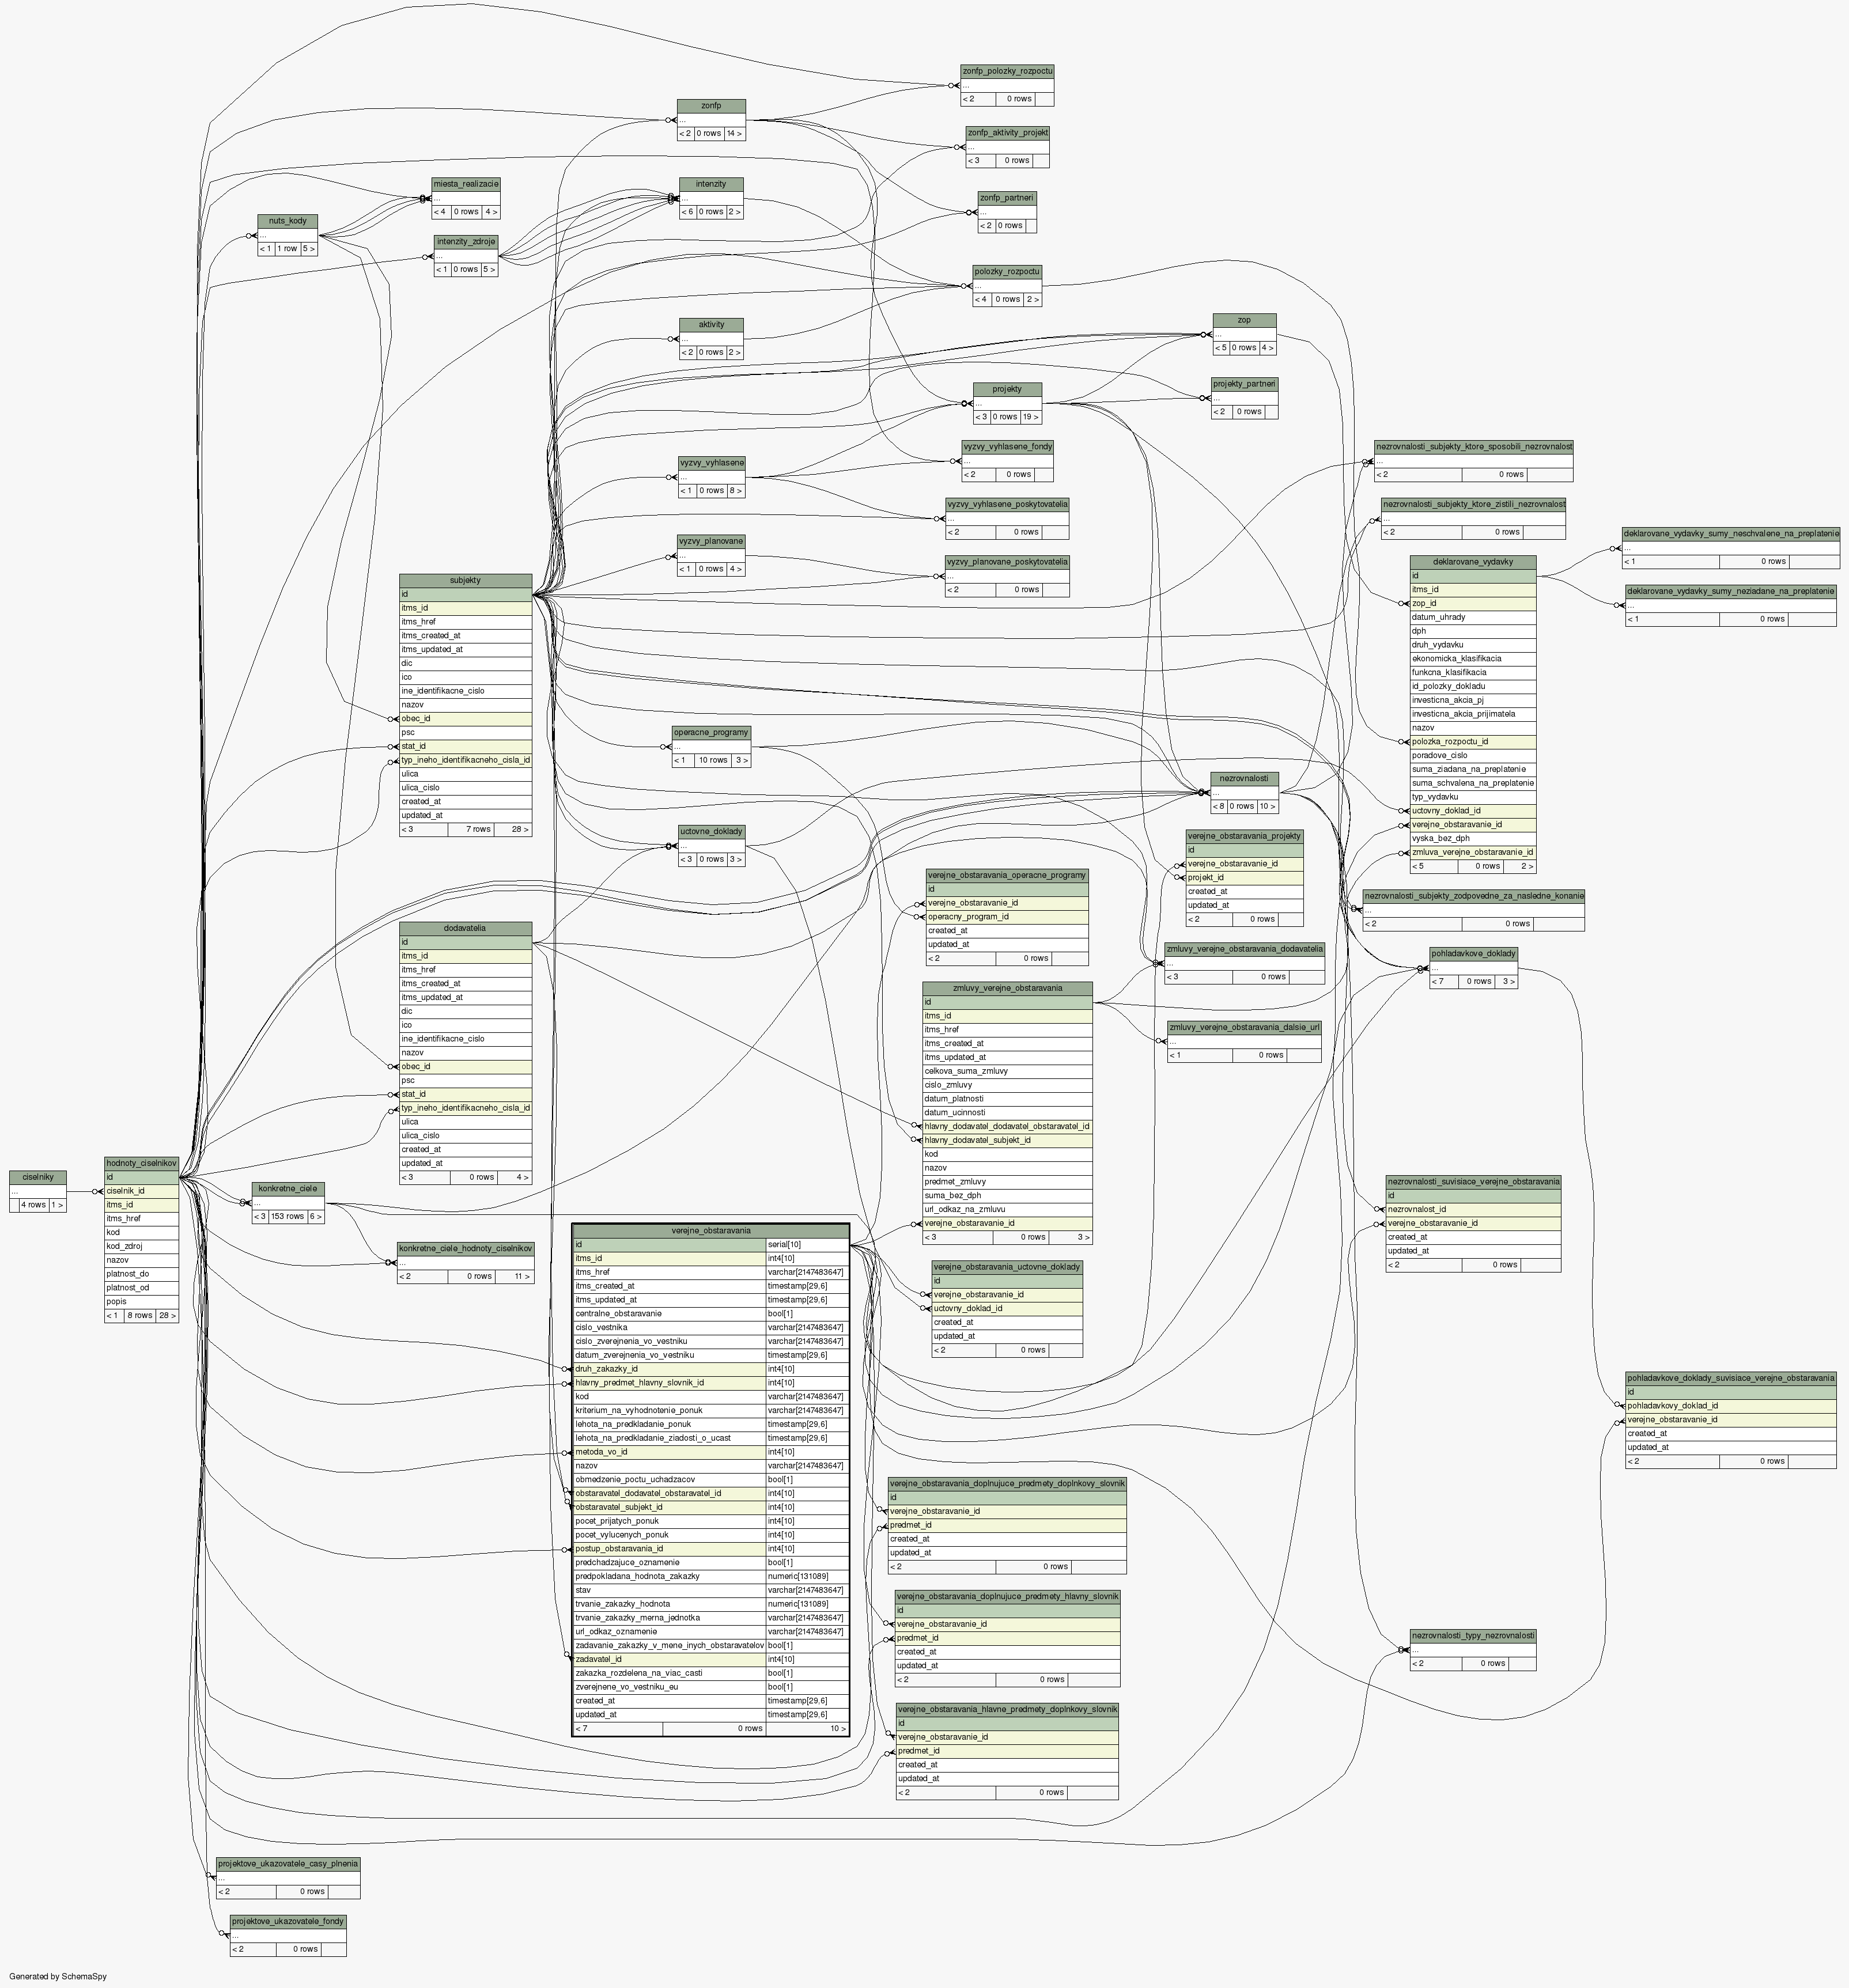 zonfp_polozky_rozpoctu
...
< 2 0 rows
zonfp
...
< 2 0 rows 14 >
zonfp_aktivity_projekt
...
< 3 0 rows
miesta_realizacie
...
< 4 0 rows 4 >
intenzity
...
< 6 0 rows 2 >
zonfp_partneri
...
< 2 0 rows
nuts_kody
...
< 1 1 row 5 >
intenzity_zdroje
...
< 1 0 rows 5 >
polozky_rozpoctu
...
< 4 0 rows 2 >
aktivity
...
< 2 0 rows 2 >
zop
...
< 5 0 rows 4 >
projekty
...
< 3 0 rows 19 >
projekty_partneri
...
< 2 0 rows
vyzvy_vyhlasene
...
< 1 0 rows 8 >
vyzvy_vyhlasene_fondy
...
< 2 0 rows
nezrovnalosti_subjekty_ktore_sposobili_nezrovnalost
...
< 2 0 rows
vyzvy_vyhlasene_poskytovatelia
...
< 2 0 rows
nezrovnalosti_subjekty_ktore_zistili_nezrovnalost
...
< 2 0 rows
vyzvy_planovane
...
< 1 0 rows 4 >
vyzvy_planovane_poskytovatelia
...
< 2 0 rows
deklarovane_vydavky_sumy_neschvalene_na_preplatenie
...
< 1 0 rows
deklarovane_vydavky_sumy_neziadane_na_preplatenie
...
< 1 0 rows
subjekty
id
itms_id
itms_href
itms_created_at
itms_updated_at
dic
ico
ine_identifikacne_cislo
nazov
obec_id
psc
stat_id
typ_ineho_identifikacneho_cisla_id
ulica
ulica_cislo
created_at
updated_at
< 3 7 rows 28 >
deklarovane_vydavky
id
itms_id
zop_id
datum_uhrady
dph
druh_vydavku
ekonomicka_klasifikacia
funkcna_klasifikacia
id_polozky_dokladu
investicna_akcia_pj
investicna_akcia_prijimatela
nazov
polozka_rozpoctu_id
poradove_cislo
suma_ziadana_na_preplatenie
suma_schvalena_na_preplatenie
typ_vydavku
uctovny_doklad_id
verejne_obstaravanie_id
vyska_bez_dph
zmluva_verejne_obstaravanie_id
< 5 0 rows 2 >
operacne_programy
...
< 1 10 rows 3 >
nezrovnalosti
...
< 8 0 rows 10 >
uctovne_doklady
...
< 3 0 rows 3 >
verejne_obstaravania_projekty
id
verejne_obstaravanie_id
projekt_id
created_at
updated_at
< 2 0 rows
verejne_obstaravania_operacne_programy
id
verejne_obstaravanie_id
operacny_program_id
created_at
updated_at
< 2 0 rows
nezrovnalosti_subjekty_zodpovedne_za_nasledne_konanie
...
< 2 0 rows
dodavatelia
id
itms_id
itms_href
itms_created_at
itms_updated_at
dic
ico
ine_identifikacne_cislo
nazov
obec_id
psc
stat_id
typ_ineho_identifikacneho_cisla_id
ulica
ulica_cislo
created_at
updated_at
< 3 0 rows 4 >
zmluvy_verejne_obstaravania_dodavatelia
...
< 3 0 rows
pohladavkove_doklady
...
< 7 0 rows 3 >
zmluvy_verejne_obstaravania
id
itms_id
itms_href
itms_created_at
itms_updated_at
celkova_suma_zmluvy
cislo_zmluvy
datum_platnosti
datum_ucinnosti
hlavny_dodavatel_dodavatel_obstaravatel_id
hlavny_dodavatel_subjekt_id
kod
nazov
predmet_zmluvy
suma_bez_dph
url_odkaz_na_zmluvu
verejne_obstaravanie_id
< 3 0 rows 3 >
zmluvy_verejne_obstaravania_dalsie_url
...
< 1 0 rows
ciselniky
...
4 rows 1 >
hodnoty_ciselnikov
id
ciselnik_id
itms_id
itms_href
kod
kod_zdroj
nazov
platnost_do
platnost_od
popis
< 1 8 rows 28 >
konkretne_ciele
...
< 3 153 rows 6 >
konkretne_ciele_hodnoty_ciselnikov
...
< 2 0 rows 11 >
nezrovnalosti_suvisiace_verejne_obstaravania
id
nezrovnalost_id
verejne_obstaravanie_id
created_at
updated_at
< 2 0 rows
verejne_obstaravania
id serial[10]
itms_id int4[10]
itms_href varchar[2147483647]
itms_created_at timestamp[29,6]
itms_updated_at timestamp[29,6]
centralne_obstaravanie bool[1]
cislo_vestnika varchar[2147483647]
cislo_zverejnenia_vo_vestniku varchar[2147483647]
datum_zverejnenia_vo_vestniku timestamp[29,6]
druh_zakazky_id int4[10]
hlavny_predmet_hlavny_slovnik_id int4[10]
kod varchar[2147483647]
kriterium_na_vyhodnotenie_ponuk varchar[2147483647]
lehota_na_predkladanie_ponuk timestamp[29,6]
lehota_na_predkladanie_ziadosti_o_ucast timestamp[29,6]
metoda_vo_id int4[10]
nazov varchar[2147483647]
obmedzenie_poctu_uchadzacov bool[1]
obstaravatel_dodavatel_obstaravatel_id int4[10]
obstaravatel_subjekt_id int4[10]
pocet_prijatych_ponuk int4[10]
pocet_vylucenych_ponuk int4[10]
postup_obstaravania_id int4[10]
predchadzajuce_oznamenie bool[1]
predpokladana_hodnota_zakazky numeric[131089]
stav varchar[2147483647]
trvanie_zakazky_hodnota numeric[131089]
trvanie_zakazky_merna_jednotka varchar[2147483647]
url_odkaz_oznamenie varchar[2147483647]
zadavanie_zakazky_v_mene_inych_obstaravatelov bool[1]
zadavatel_id int4[10]
zakazka_rozdelena_na_viac_casti bool[1]
zverejnene_vo_vestniku_eu bool[1]
created_at timestamp[29,6]
updated_at timestamp[29,6]
< 7 0 rows 10 >
verejne_obstaravania_uctovne_doklady
id
verejne_obstaravanie_id
uctovny_doklad_id
created_at
updated_at
< 2 0 rows
pohladavkove_doklady_suvisiace_verejne_obstaravania
id
pohladavkovy_doklad_id
verejne_obstaravanie_id
created_at
updated_at
< 2 0 rows
verejne_obstaravania_doplnujuce_predmety_doplnkovy_slovnik
id
verejne_obstaravanie_id
predmet_id
created_at
updated_at
< 2 0 rows
verejne_obstaravania_doplnujuce_predmety_hlavny_slovnik
id
verejne_obstaravanie_id
predmet_id
created_at
updated_at
< 2 0 rows
nezrovnalosti_typy_nezrovnalosti
...
< 2 0 rows
verejne_obstaravania_hlavne_predmety_doplnkovy_slovnik
id
verejne_obstaravanie_id
predmet_id
created_at
updated_at
< 2 0 rows
projektove_ukazovatele_casy_plnenia
...
< 2 0 rows
projektove_ukazovatele_fondy
...
< 2 0 rows
Generated by SchemaSpy